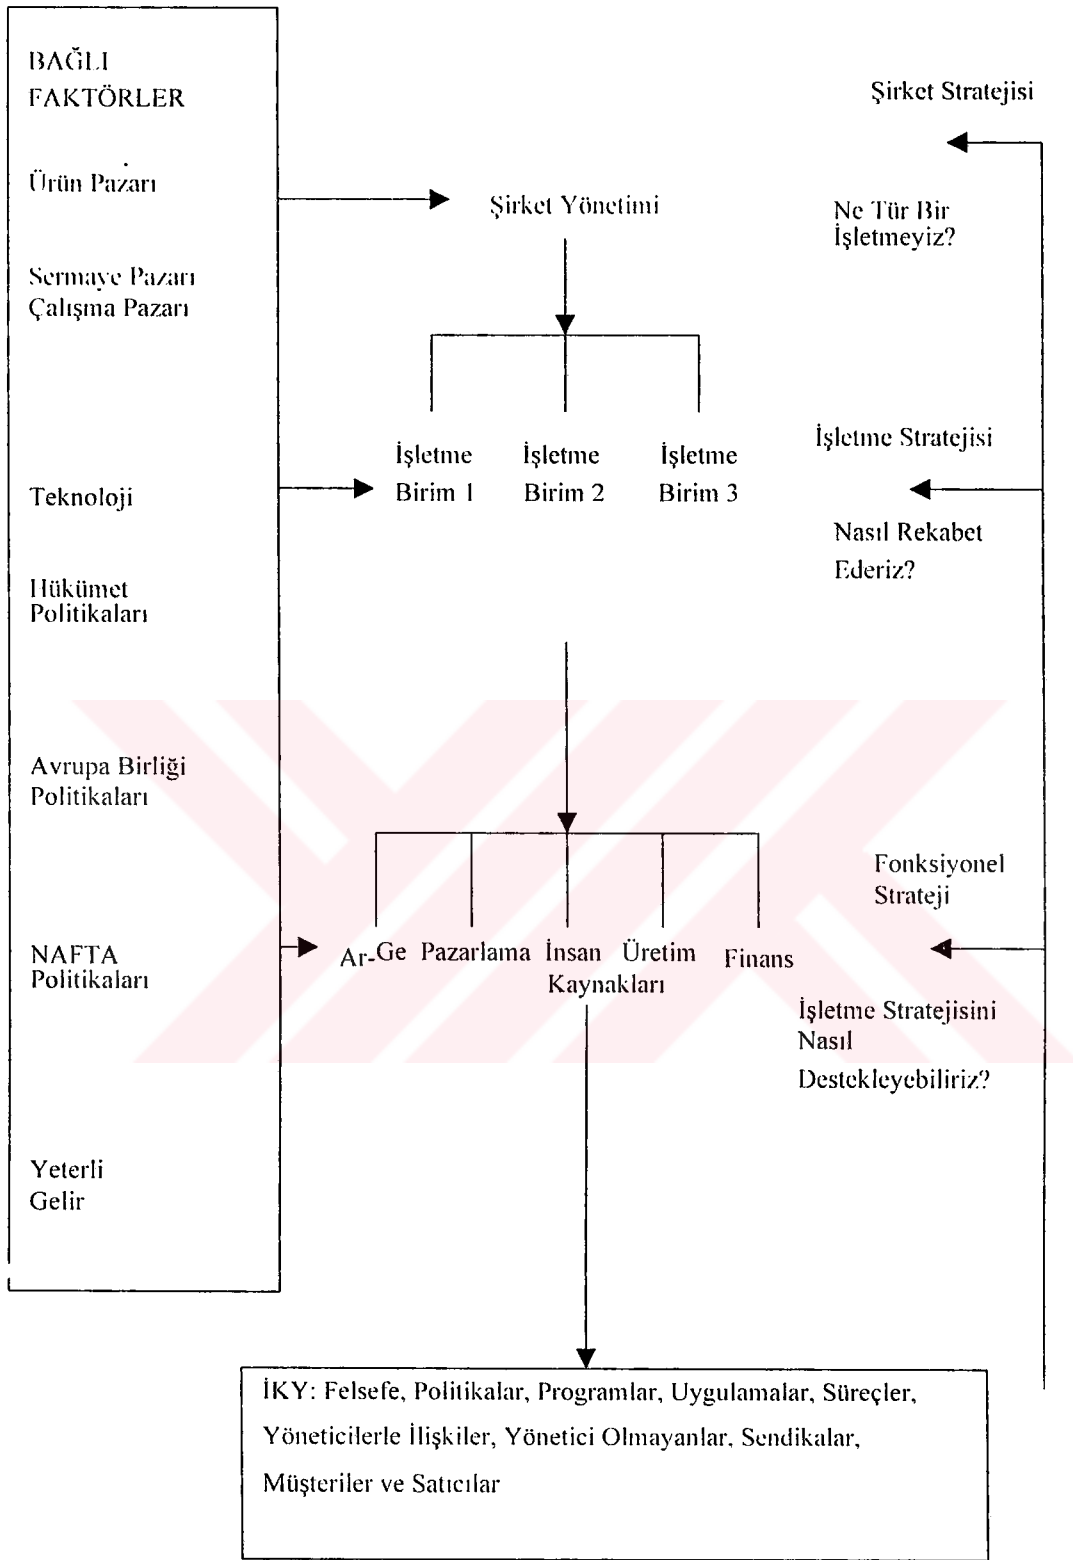 BAĞLI
FAKTÖRLER
Ürün Pazarı
Sermaye Pazarı
Çalışma Pazarı
Teknoloji
Hükümet
Politikaları
Avrupa Birliği
Politikaları
NAFTA
Politikaları
Yeterli
Gelir
Şirket Yönetimi
İşletme
Birim 1
İşletme
Birim 2
İşletme
Birim 3
Ar-Ge
Pazarlama
İnsan
Kaynakları
Üretim
Finans
Şirket Stratejisi
Ne Tür Bir
İşletmeyiz?
İşletme Stratejisi
Nasıl Rekabet
Ederiz?
Fonksiyonel
Strateji
İşletme Stratejisini
Nasıl
Destekleyebiliriz?
İKY: Felsefe, Politikalar, Programlar, Uygulamalar, Süreçler,
Yöneticilerle İlişkiler, Yönetici Olmayanlar, Sendikalar,
Müşteriler ve Satıcılar